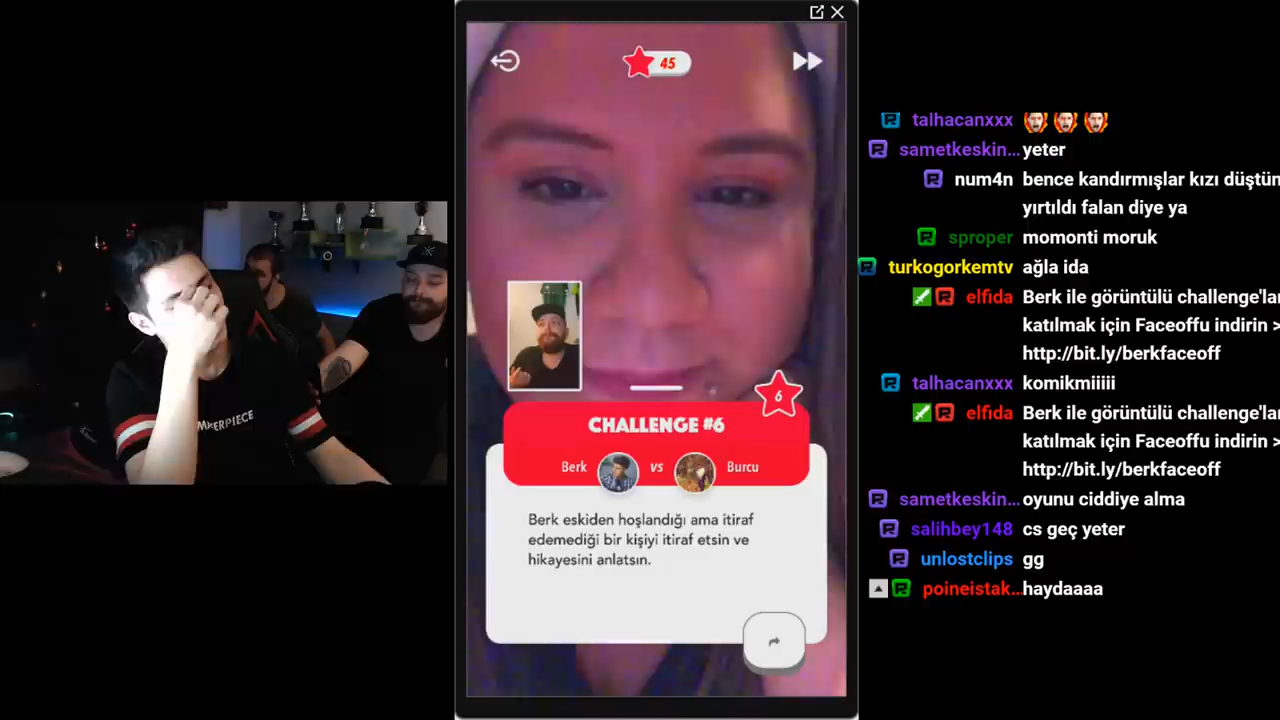 45
6
CHALLENGE #6
Berk vs Burcu
Berk eskiden hoşlandığı ama itiraf
edemediği bir kişiyi itiraf etsin ve
hikayesini anlatsın.
talhacanxxx
sametkeskin... yeter
num4n bence kandırmışlar kızı düştün
yırtıldı falan diye ya
sproper momonti moruk
turkogorkemtv ağla ida
elfida Berk ile görüntülü challenge'lar
katılmak için Faceoffu indirin >
http://bit.ly/berkfaceoff
talhacanxxx komikmiiiii
elfida Berk ile görüntülü challenge'lar
katılmak için Faceoffu indirin >
http://bit.ly/berkfaceoff
sametkeskin... oyunu ciddiye alma
salihbey148 cs geç yeter
unlostclips gg
poineistak... haydaaaa